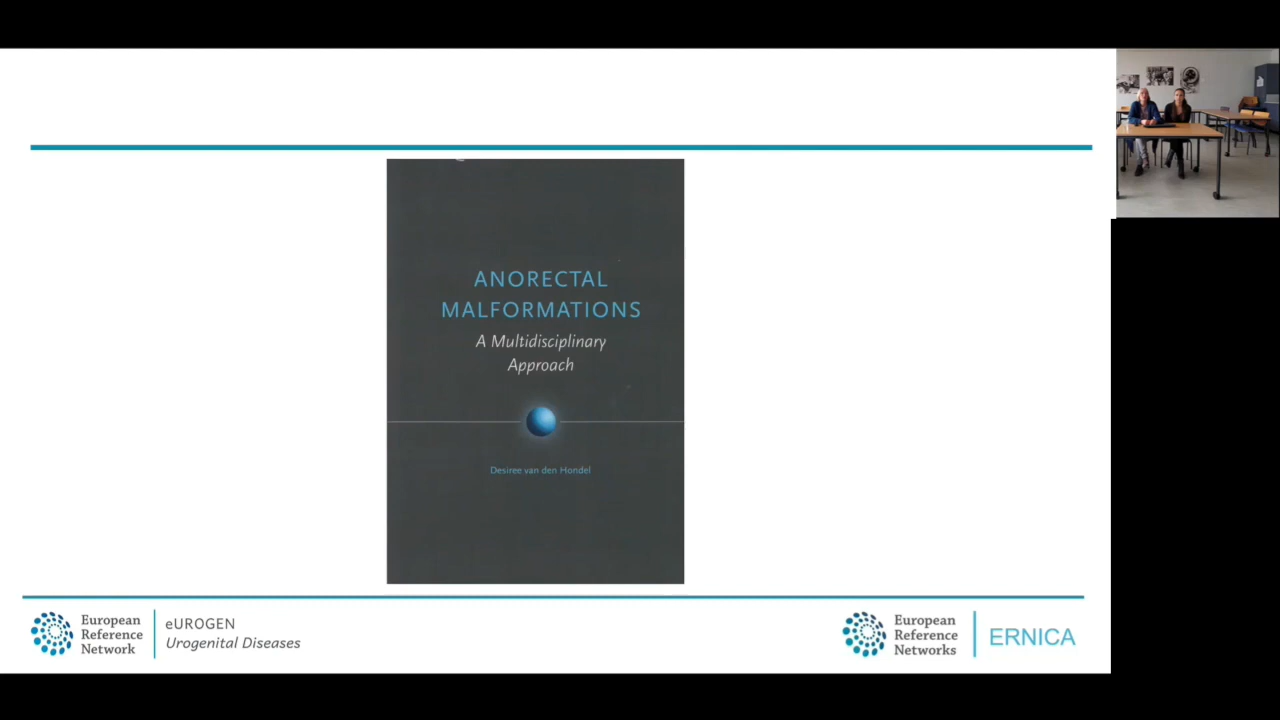 ANORECTAL
MALFORMATIONS
A Multidisciplinary
Approach
Desiree van den Hondel
European
Reference
Network
eUROGEN
Urogenital Diseases
European
Reference
Networks
ERNICA